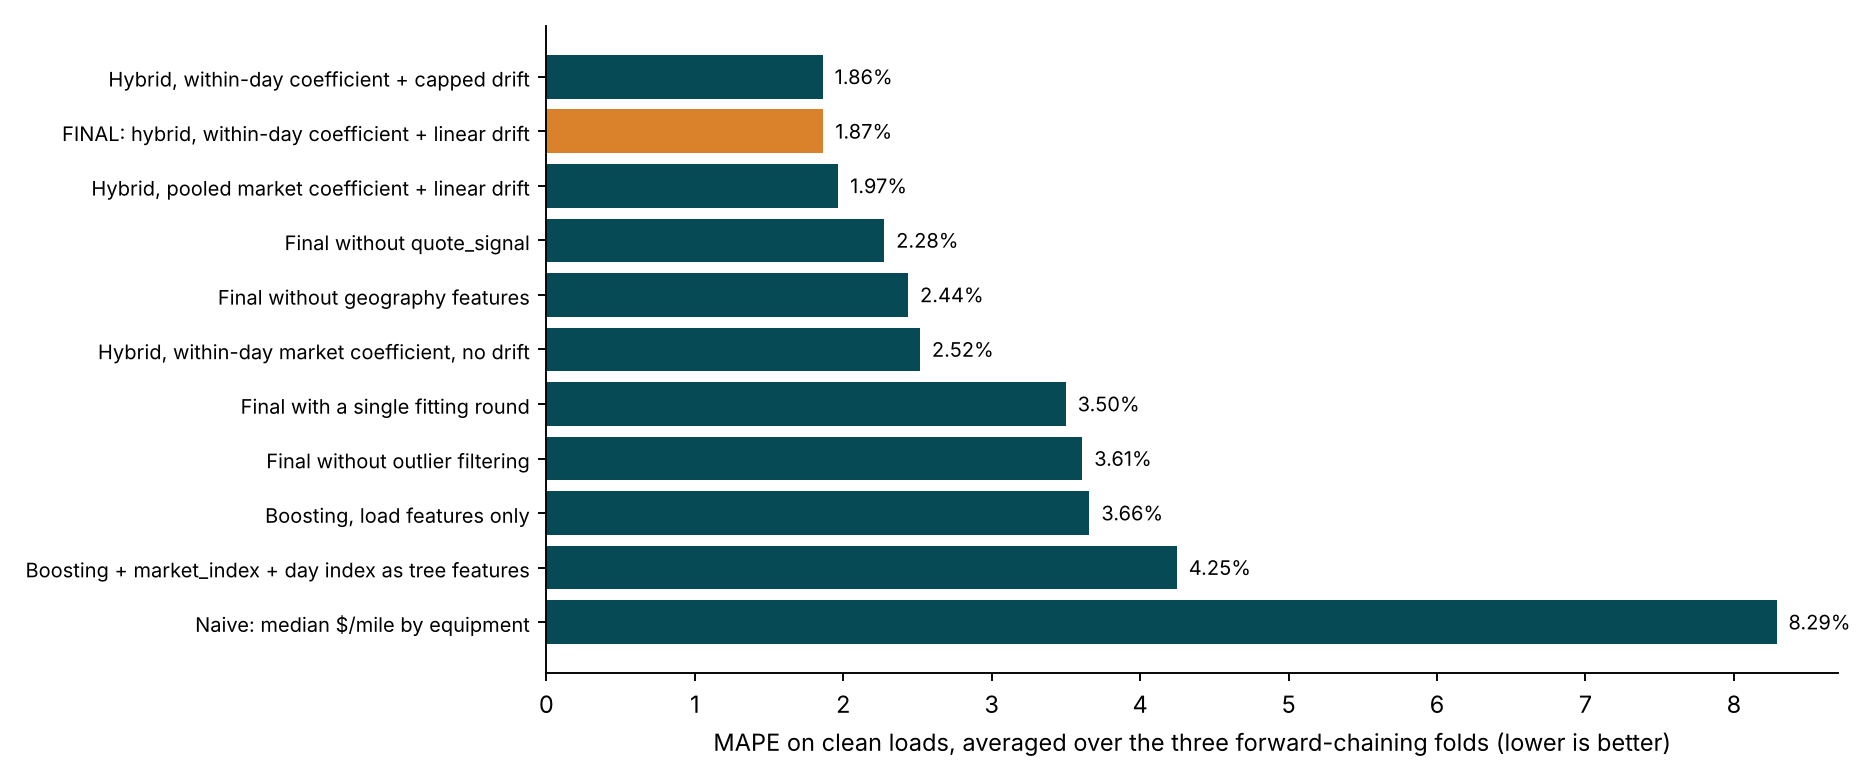 Hybrid, within-day coefficient + capped drift 1.86%
FINAL: hybrid, within-day coefficient + linear drift 1.87%
Hybrid, pooled market coefficient + linear drift 1.97%
Final without quote_signal 2.28%
Final without geography features 2.44%
Hybrid, within-day market coefficient, no drift 2.52%
Final with a single fitting round 3.50%
Final without outlier filtering 3.61%
Boosting, load features only 3.66%
Boosting + market_index + day index as tree features 4.25%
Naive: median $/mile by equipment 8.29%
0 1 2 3 4 5 6 7 8
MAPE on clean loads, averaged over the three forward-chaining folds (lower is better)